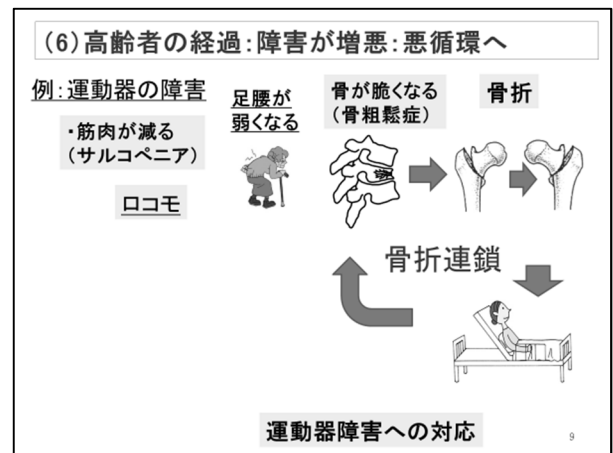 （6）高齢者の経過：障害が増悪：悪循環へ
例：運動器の障害
・筋肉が減る
（サルコペニア）
ロコモ
足腰が
弱くなる
骨が脆くなる
（骨粗鬆症）
骨折
骨折連鎖
運動器障害への対応
9